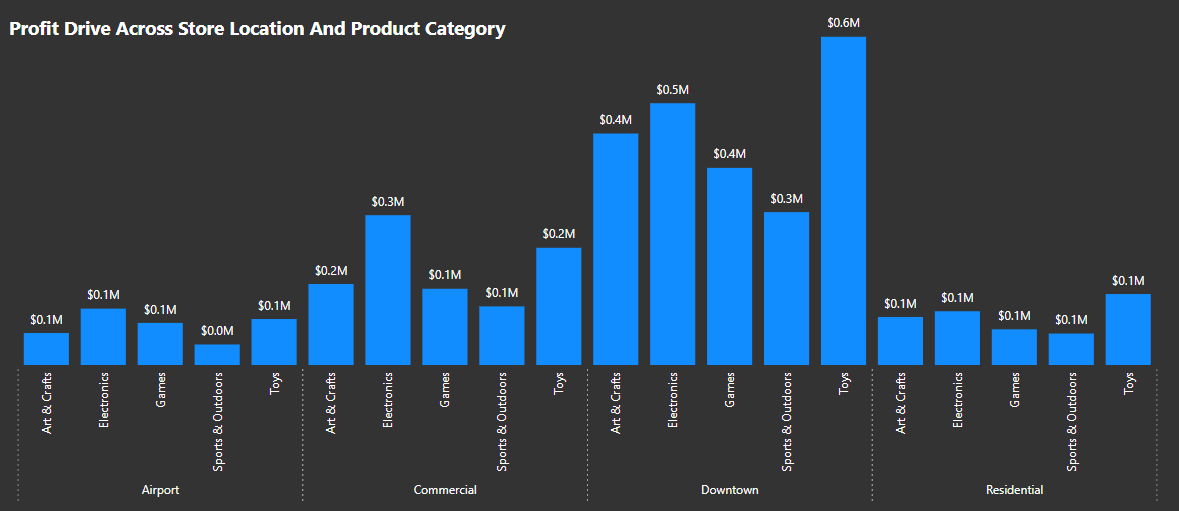 Profit Drive Across Store Location And Product Category
$0.1M
$0.1M
$0.1M
$0.0M
$0.1M
$0.2M
$0.3M
$0.1M
$0.1M
$0.2M
$0.4M
$0.5M
$0.4M
$0.3M
$0.6M
$0.1M
$0.1M
$0.1M
$0.1M
$0.1M
Art & Crafts
Electronics
Games
Sports & Outdoors
Toys
Art & Crafts
Electronics
Games
Sports & Outdoors
Toys
Art & Crafts
Electronics
Games
Sports & Outdoors
Toys
Art & Crafts
Electronics
Games
Sports & Outdoors
Toys
Airport
Commercial
Downtown
Residential